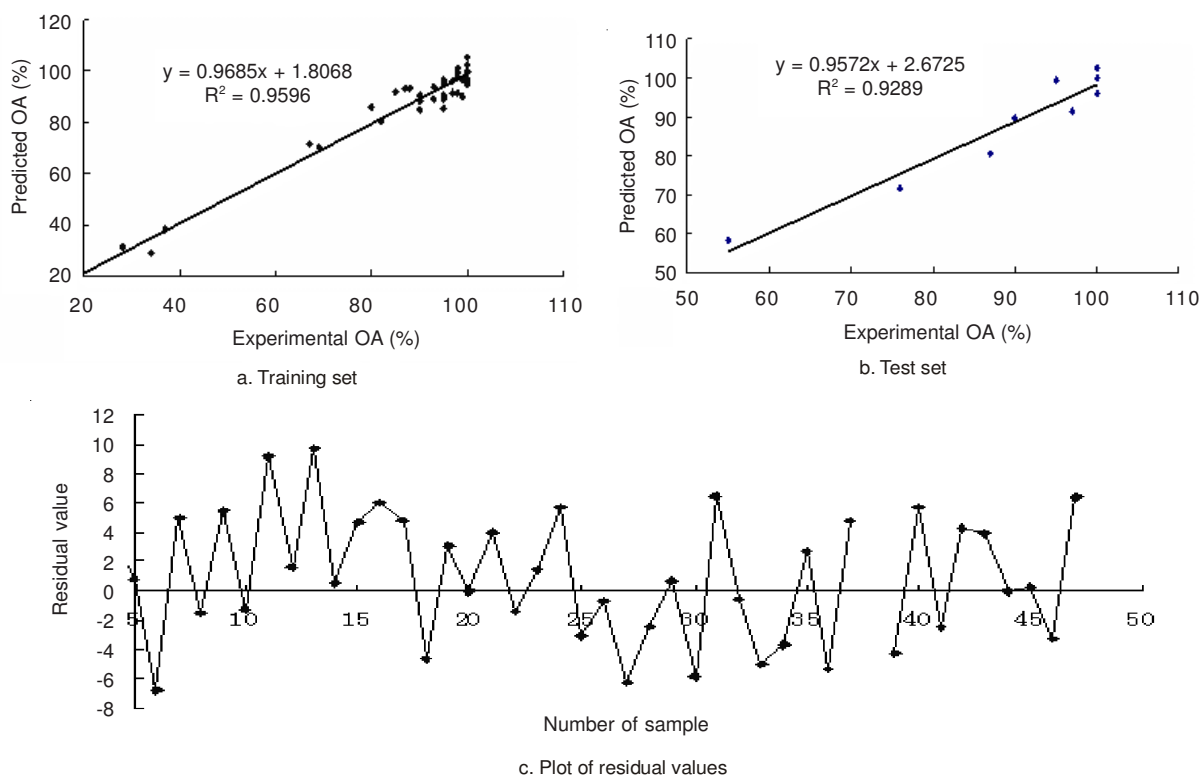 120
100
80
60
40
20
Predicted OA (%)
y = 0.9685x + 1.8068
R² = 0.9596
20 40 60 80 100 110
Experimental OA (%)
a. Training set
110
100
90
80
70
60
50
Predicted OA (%)
y = 0.9572x + 2.6725
R² = 0.9289
50 60 70 80 90 100 110
Experimental OA (%)
b. Test set
12
10
8
6
4
2
0
-2
-4
-6
-8
Residual value
5 10 15 20 25 30 35 40 45 50
Number of sample
c. Plot of residual values